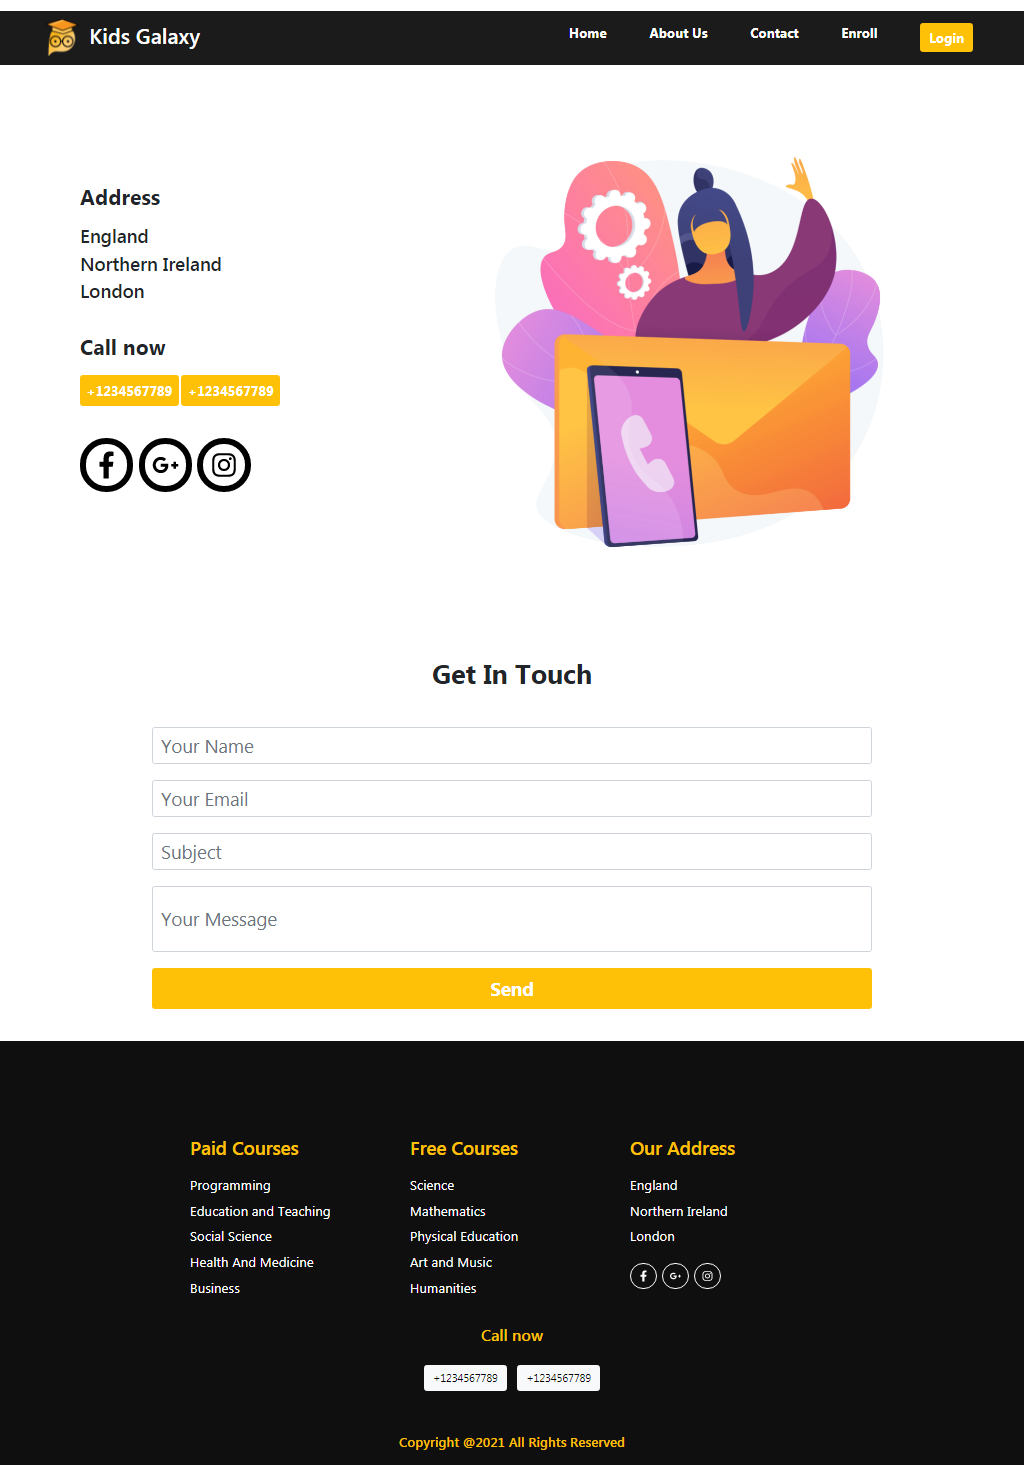 Kids Galaxy
Home
About Us
Contact
Enroll
Login
Address
England
Northern Ireland
London
Call now
+1234567789 +1234567789
G+
Get In Touch
Your Name
Your Email
Subject
Your Message
Send
Paid Courses
Programming
Education and Teaching
Social Science
Health And Medicine
Business
Free Courses
Science
Mathematics
Physical Education
Art and Music
Humanities
Our Address
England
Northern Ireland
London
G+
Call now
+1234567789 +1234567789
Copyright @2021 All Rights Reserved